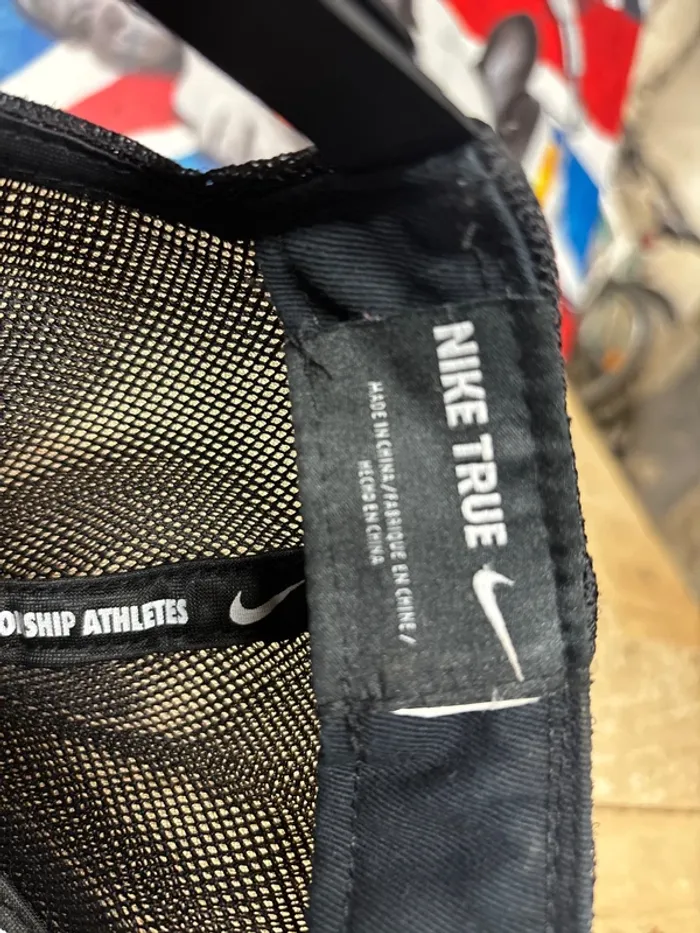 NIKE TRUE
MADE IN CHINA / FABRIQUE EN CHINE /
HECHO EN CHINA
SHIP ATHLETES